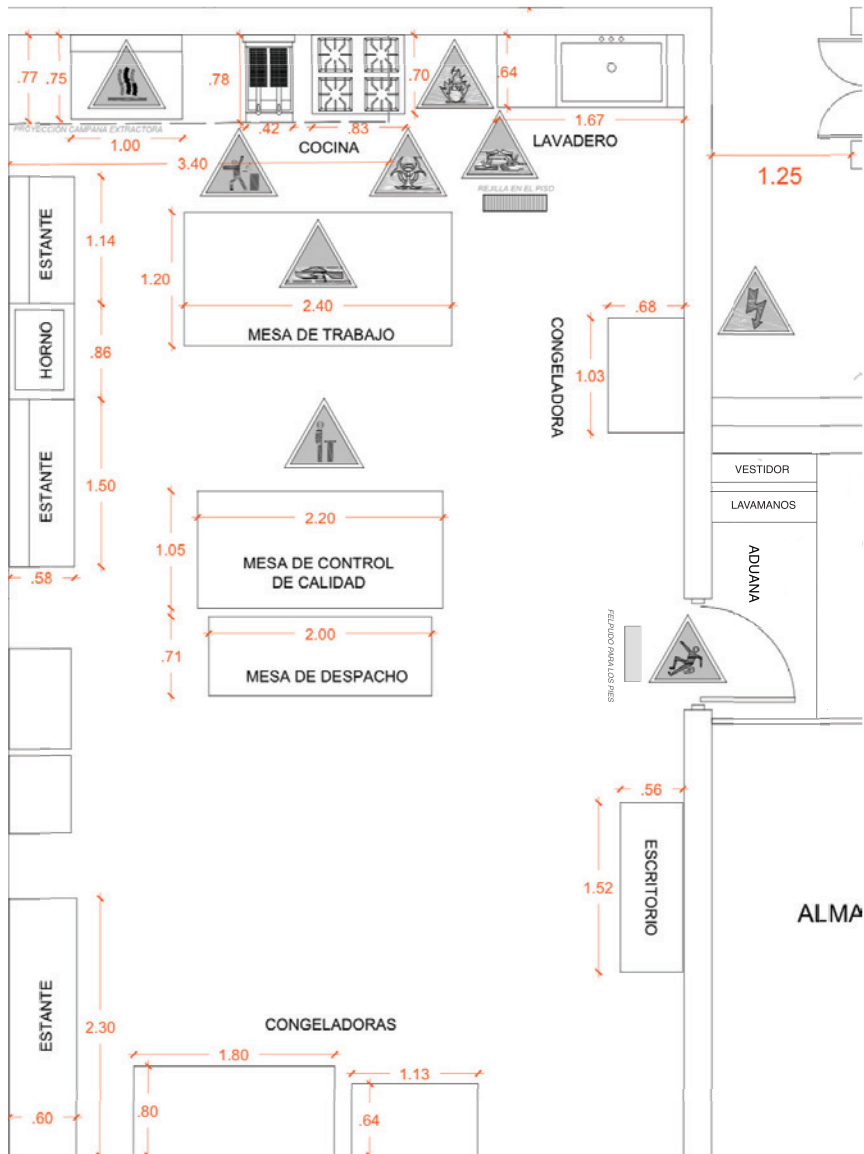 .77
.75
.78
.70
.64
PROYECCIÓN CAMPANA EXTRACTORA
1.00
.42
.83
1.67
COCINA
LAVADERO
3.40
1.25
REJILLA EN EL PISO
ESTANTE
1.14
1.20
2.40
MESA DE TRABAJO
.68
HORNO
.86
CONGELADORA
1.03
ESTANTE
1.50
VESTIDOR
LAVAMANOS
2.20
1.05
MESA DE CONTROL
DE CALIDAD
ADUANA
.58
2.00
.71
MESA DE DESPACHO
FELPUDO PARA LOS PIES
.56
ESCRITORIO
1.52
ALMA
ESTANTE
2.30
CONGELADORAS
1.80
1.13
.60
.80
.64